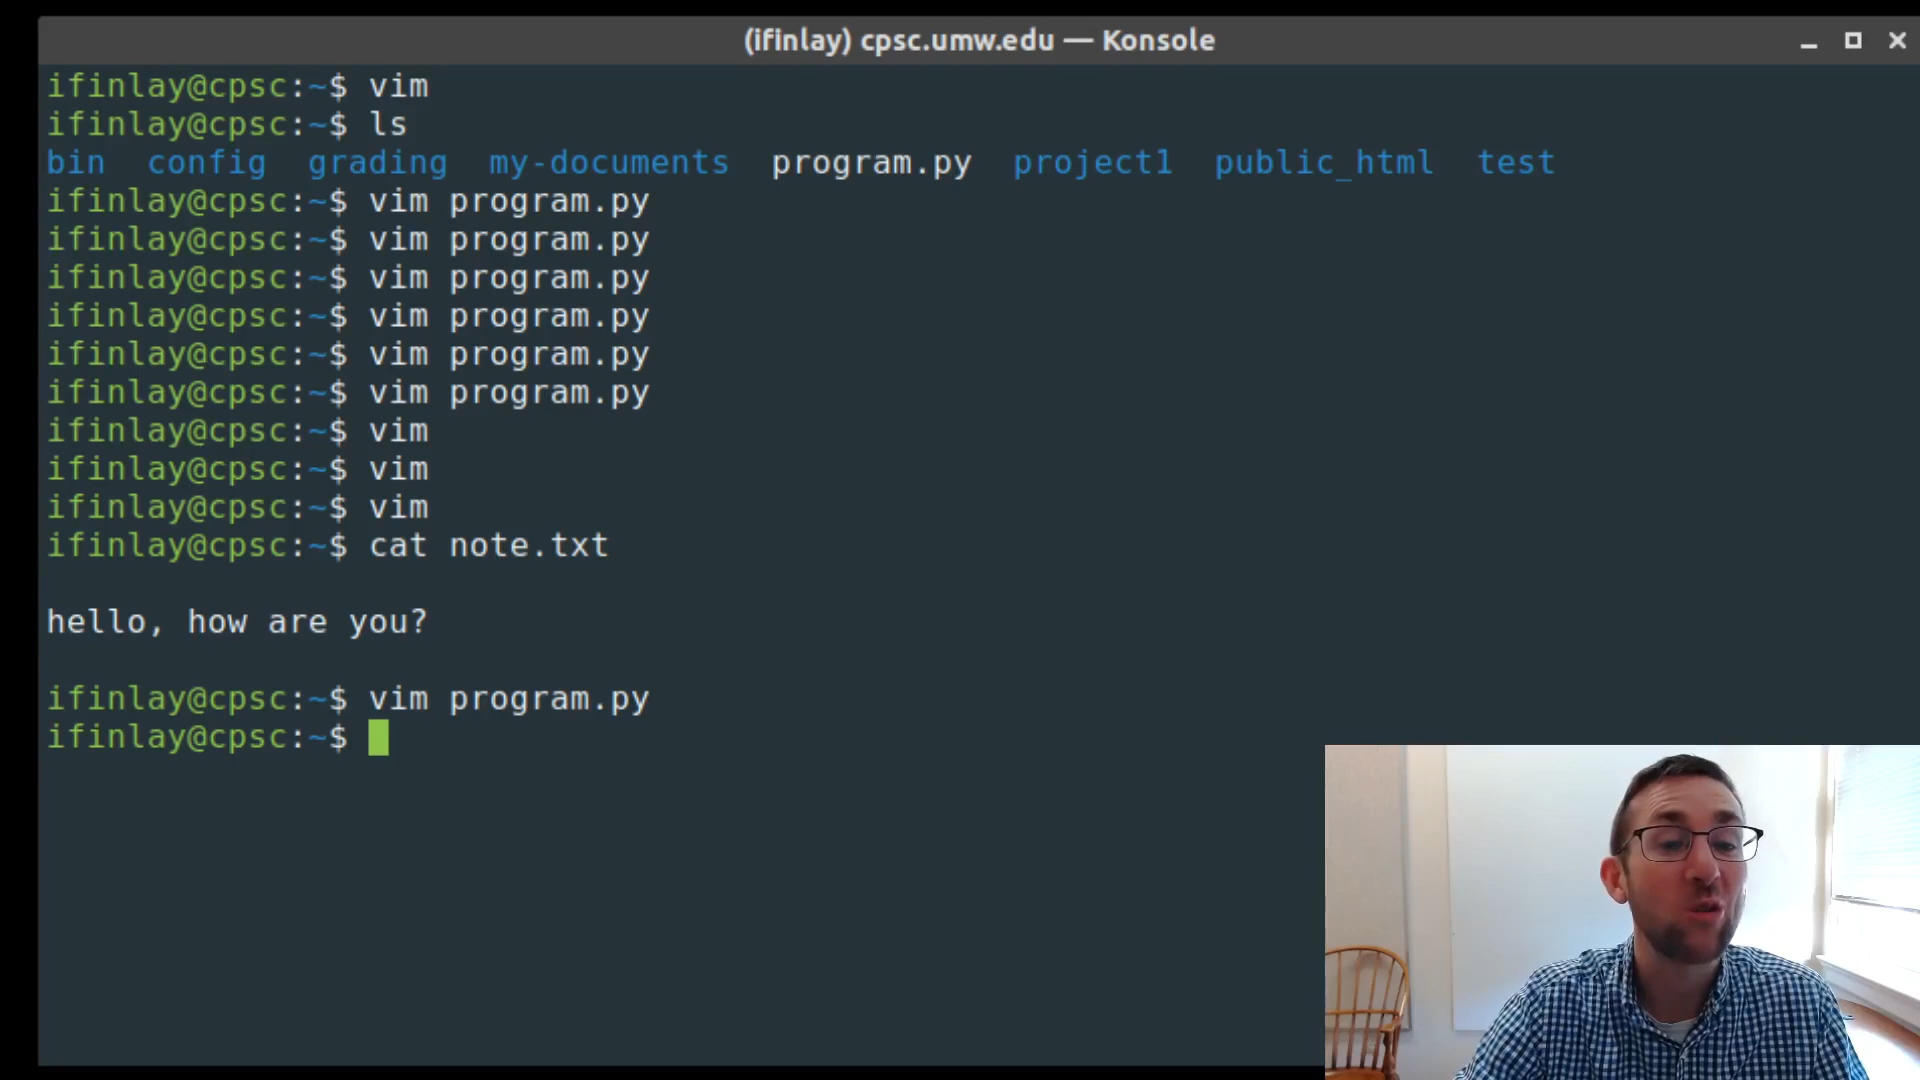 (ifinlay) cpsc.umw.edu — Konsole
ifinlay@cpsc:~$ vim
ifinlay@cpsc:~$ ls
bin  config  grading  my-documents  program.py  project1  public_html  test
ifinlay@cpsc:~$ vim program.py
ifinlay@cpsc:~$ vim program.py
ifinlay@cpsc:~$ vim program.py
ifinlay@cpsc:~$ vim program.py
ifinlay@cpsc:~$ vim program.py
ifinlay@cpsc:~$ vim program.py
ifinlay@cpsc:~$ vim
ifinlay@cpsc:~$ vim
ifinlay@cpsc:~$ vim
ifinlay@cpsc:~$ cat note.txt
hello, how are you?
ifinlay@cpsc:~$ vim program.py
ifinlay@cpsc:~$